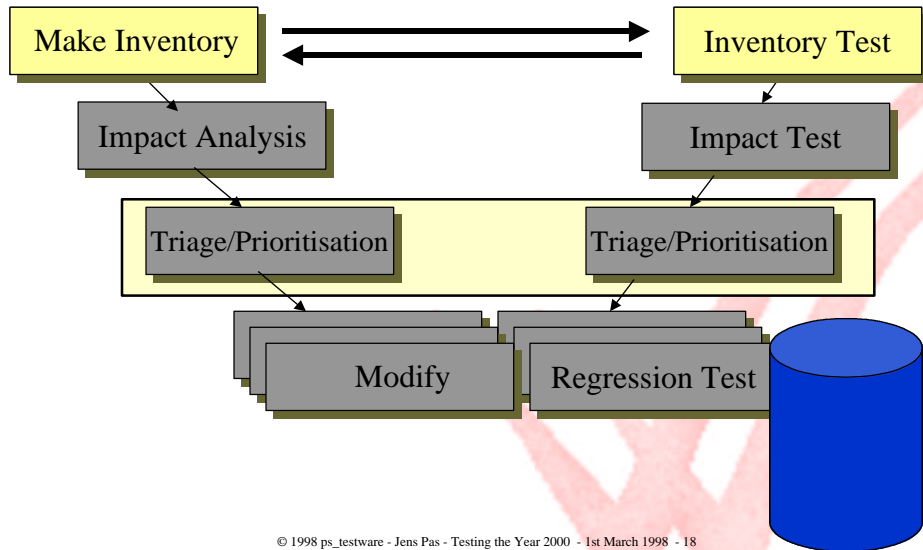 Make Inventory
Inventory Test
Impact Analysis
Impact Test
Triage/Prioritisation
Triage/Prioritisation
Modify
Regression Test
© 1998 ps_testware - Jens Pas - Testing the Year 2000 - 1st March 1998 - 18